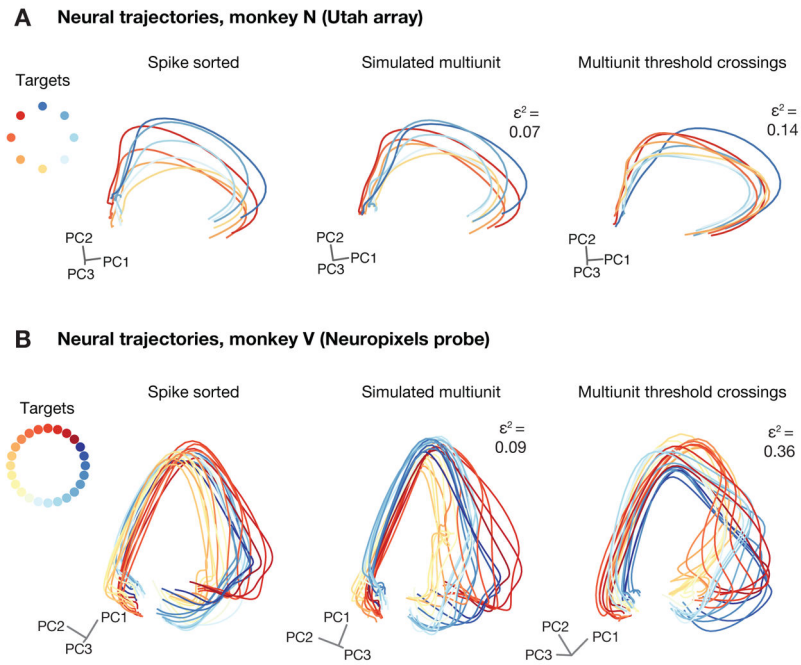 A Neural trajectories, monkey N (Utah array)
Spike sorted
Simulated multiunit
Multiunit threshold crossings
Targets
ε² =
0.07
ε² =
0.14
PC2
PC1
PC3
PC2
PC1
PC3
PC2
PC1
PC3
B Neural trajectories, monkey V (Neuropixels probe)
Spike sorted
Simulated multiunit
Multiunit threshold crossings
Targets
ε² =
0.09
ε² =
0.36
PC1
PC2
PC3
PC1
PC2
PC3
PC2
PC1
PC3